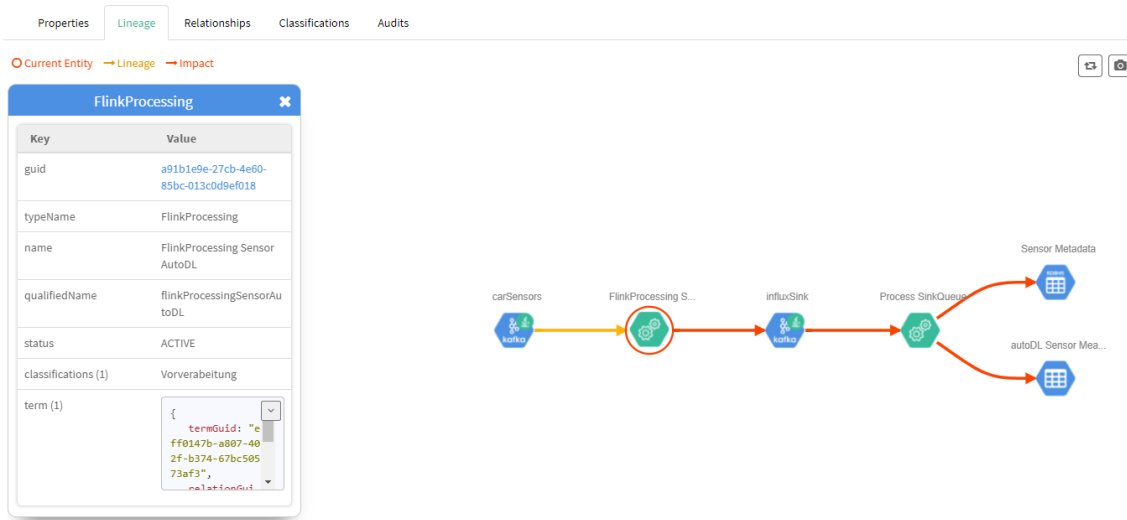 Properties Lineage Relationships Classifications Audits
Current Entity Lineage Impact
FlinkProcessing
Key Value
guid a91b1e9e-27cb-4e60-
85bc-013c0d9ef018
typeName FlinkProcessing
name FlinkProcessing Sensor
AutoDL
qualifiedName flinkProcessingSensorAu
toDL
status ACTIVE
classifications (1) Vorverabeitung
term (1) {
termGuid: "e
ff0147b-a807-40
2f-b374-67bc505
73af3",
relationGui
carSensors
kafka
FlinkProcessing S...
influxSink
kafka
Process SinkQueue
Sensor Metadata
autoDL Sensor Mea...